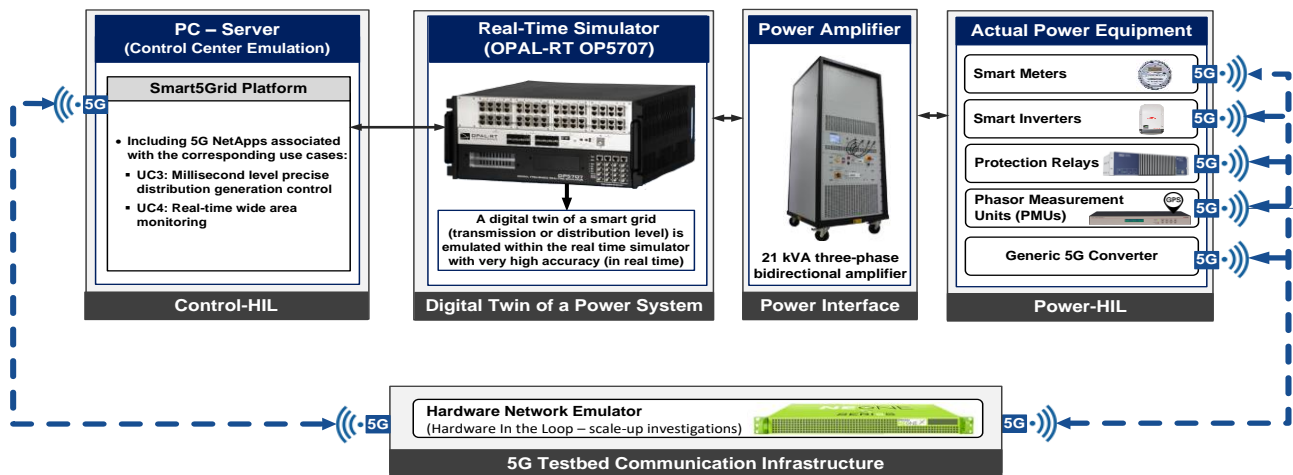 PC – Server
(Control Center Emulation)
Smart5Grid Platform
• Including 5G NetApps associated
with the corresponding use cases:
▪ UC3: Millisecond level precise
distribution generation control
▪ UC4: Real-time wide area
monitoring
Control-HIL
5G
Real-Time Simulator
(OPAL-RT OP5707)
OPAL-RT
OP5707
A digital twin of a smart grid
(transmission or distribution level) is
emulated within the real time simulator
with very high accuracy (in real time)
Digital Twin of a Power System
Power Amplifier
21 kVA three-phase
bidirectional amplifier
Power Interface
Actual Power Equipment
Smart Meters
5G
Smart Inverters
5G
Protection Relays
5G
Phasor Measurement
Units (PMUs)
GPS
5G
Generic 5G Converter
5G
Power-HIL
5G
Hardware Network Emulator
(Hardware In the Loop – scale-up investigations)
NE-ONE
SERIES
5G
5G Testbed Communication Infrastructure